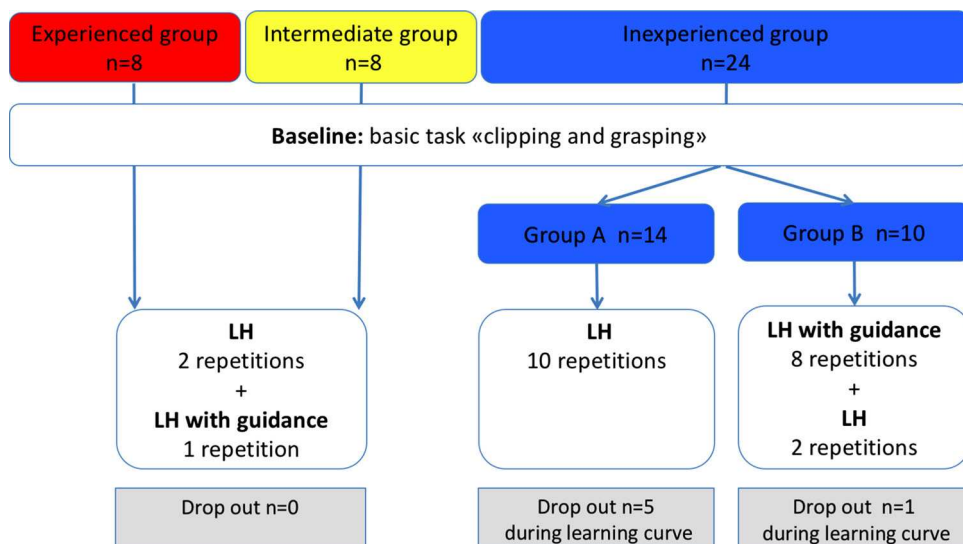 Experienced group
n=8
Intermediate group
n=8
Inexperienced group
n=24
Baseline: basic task «clipping and grasping»
Group A n=14
Group B n=10
LH
2 repetitions
+
LH with guidance
1 repetition
LH
10 repetitions
LH with guidance
8 repetitions
+
LH
2 repetitions
Drop out n=0
Drop out n=5
during learning curve
Drop out n=1
during learning curve